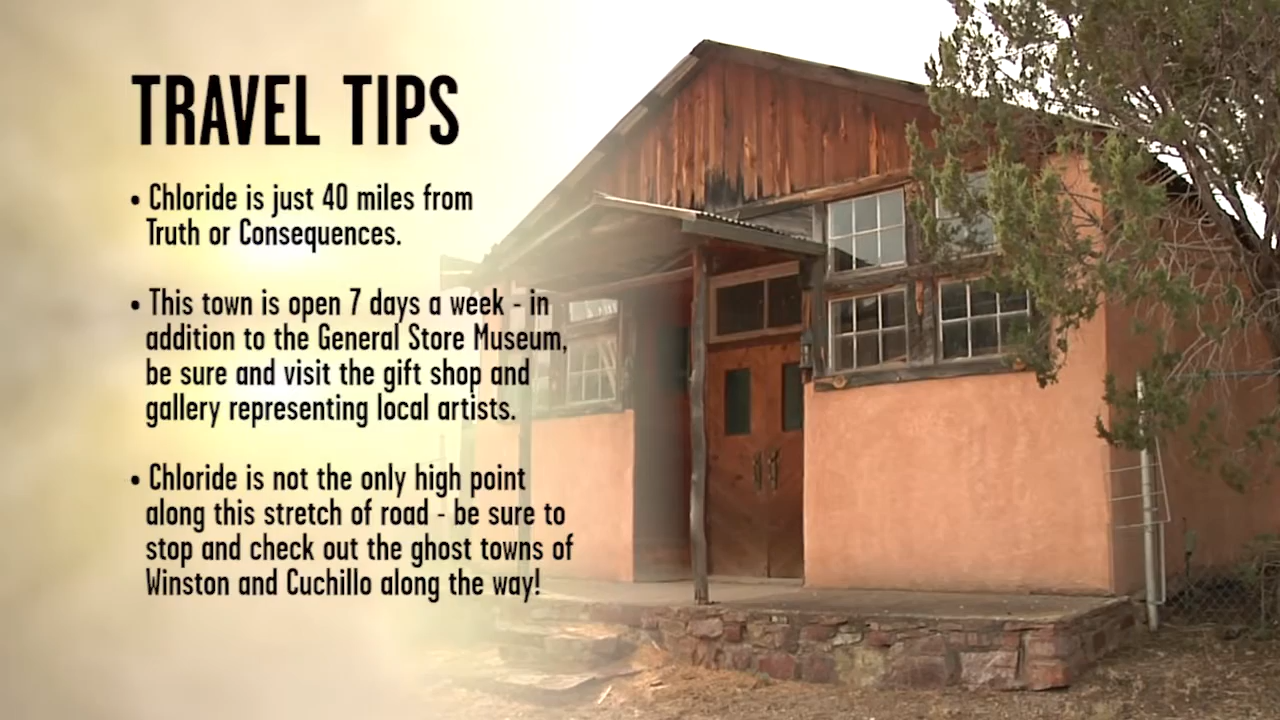 TRAVEL TIPS
• Chloride is just 40 miles from
Truth or Consequences.
• This town is open 7 days a week - in
addition to the General Store Museum,
be sure and visit the gift shop and
gallery representing local artists.
• Chloride is not the only high point
along this stretch of road - be sure to
stop and check out the ghost towns of
Winston and Cuchillo along the way!